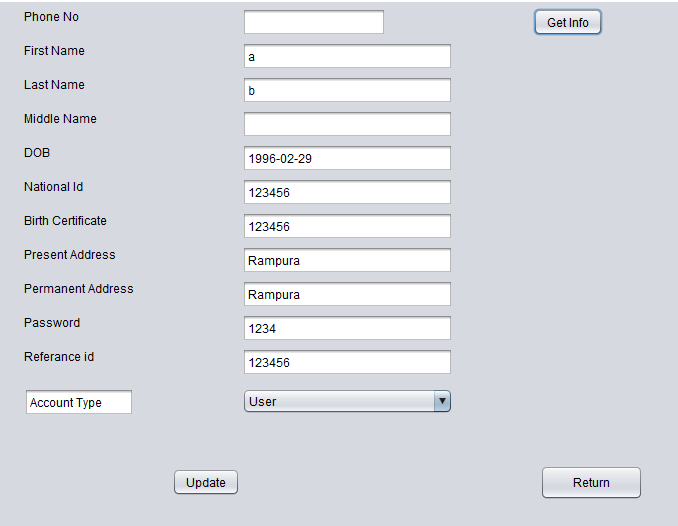 Phone No Get Info
First Name a
Last Name b
Middle Name
DOB 1996-02-29
National Id 123456
Birth Certificate 123456
Present Address Rampura
Permanent Address Rampura
Password 1234
Referance id 123456
Account Type User
Update Return